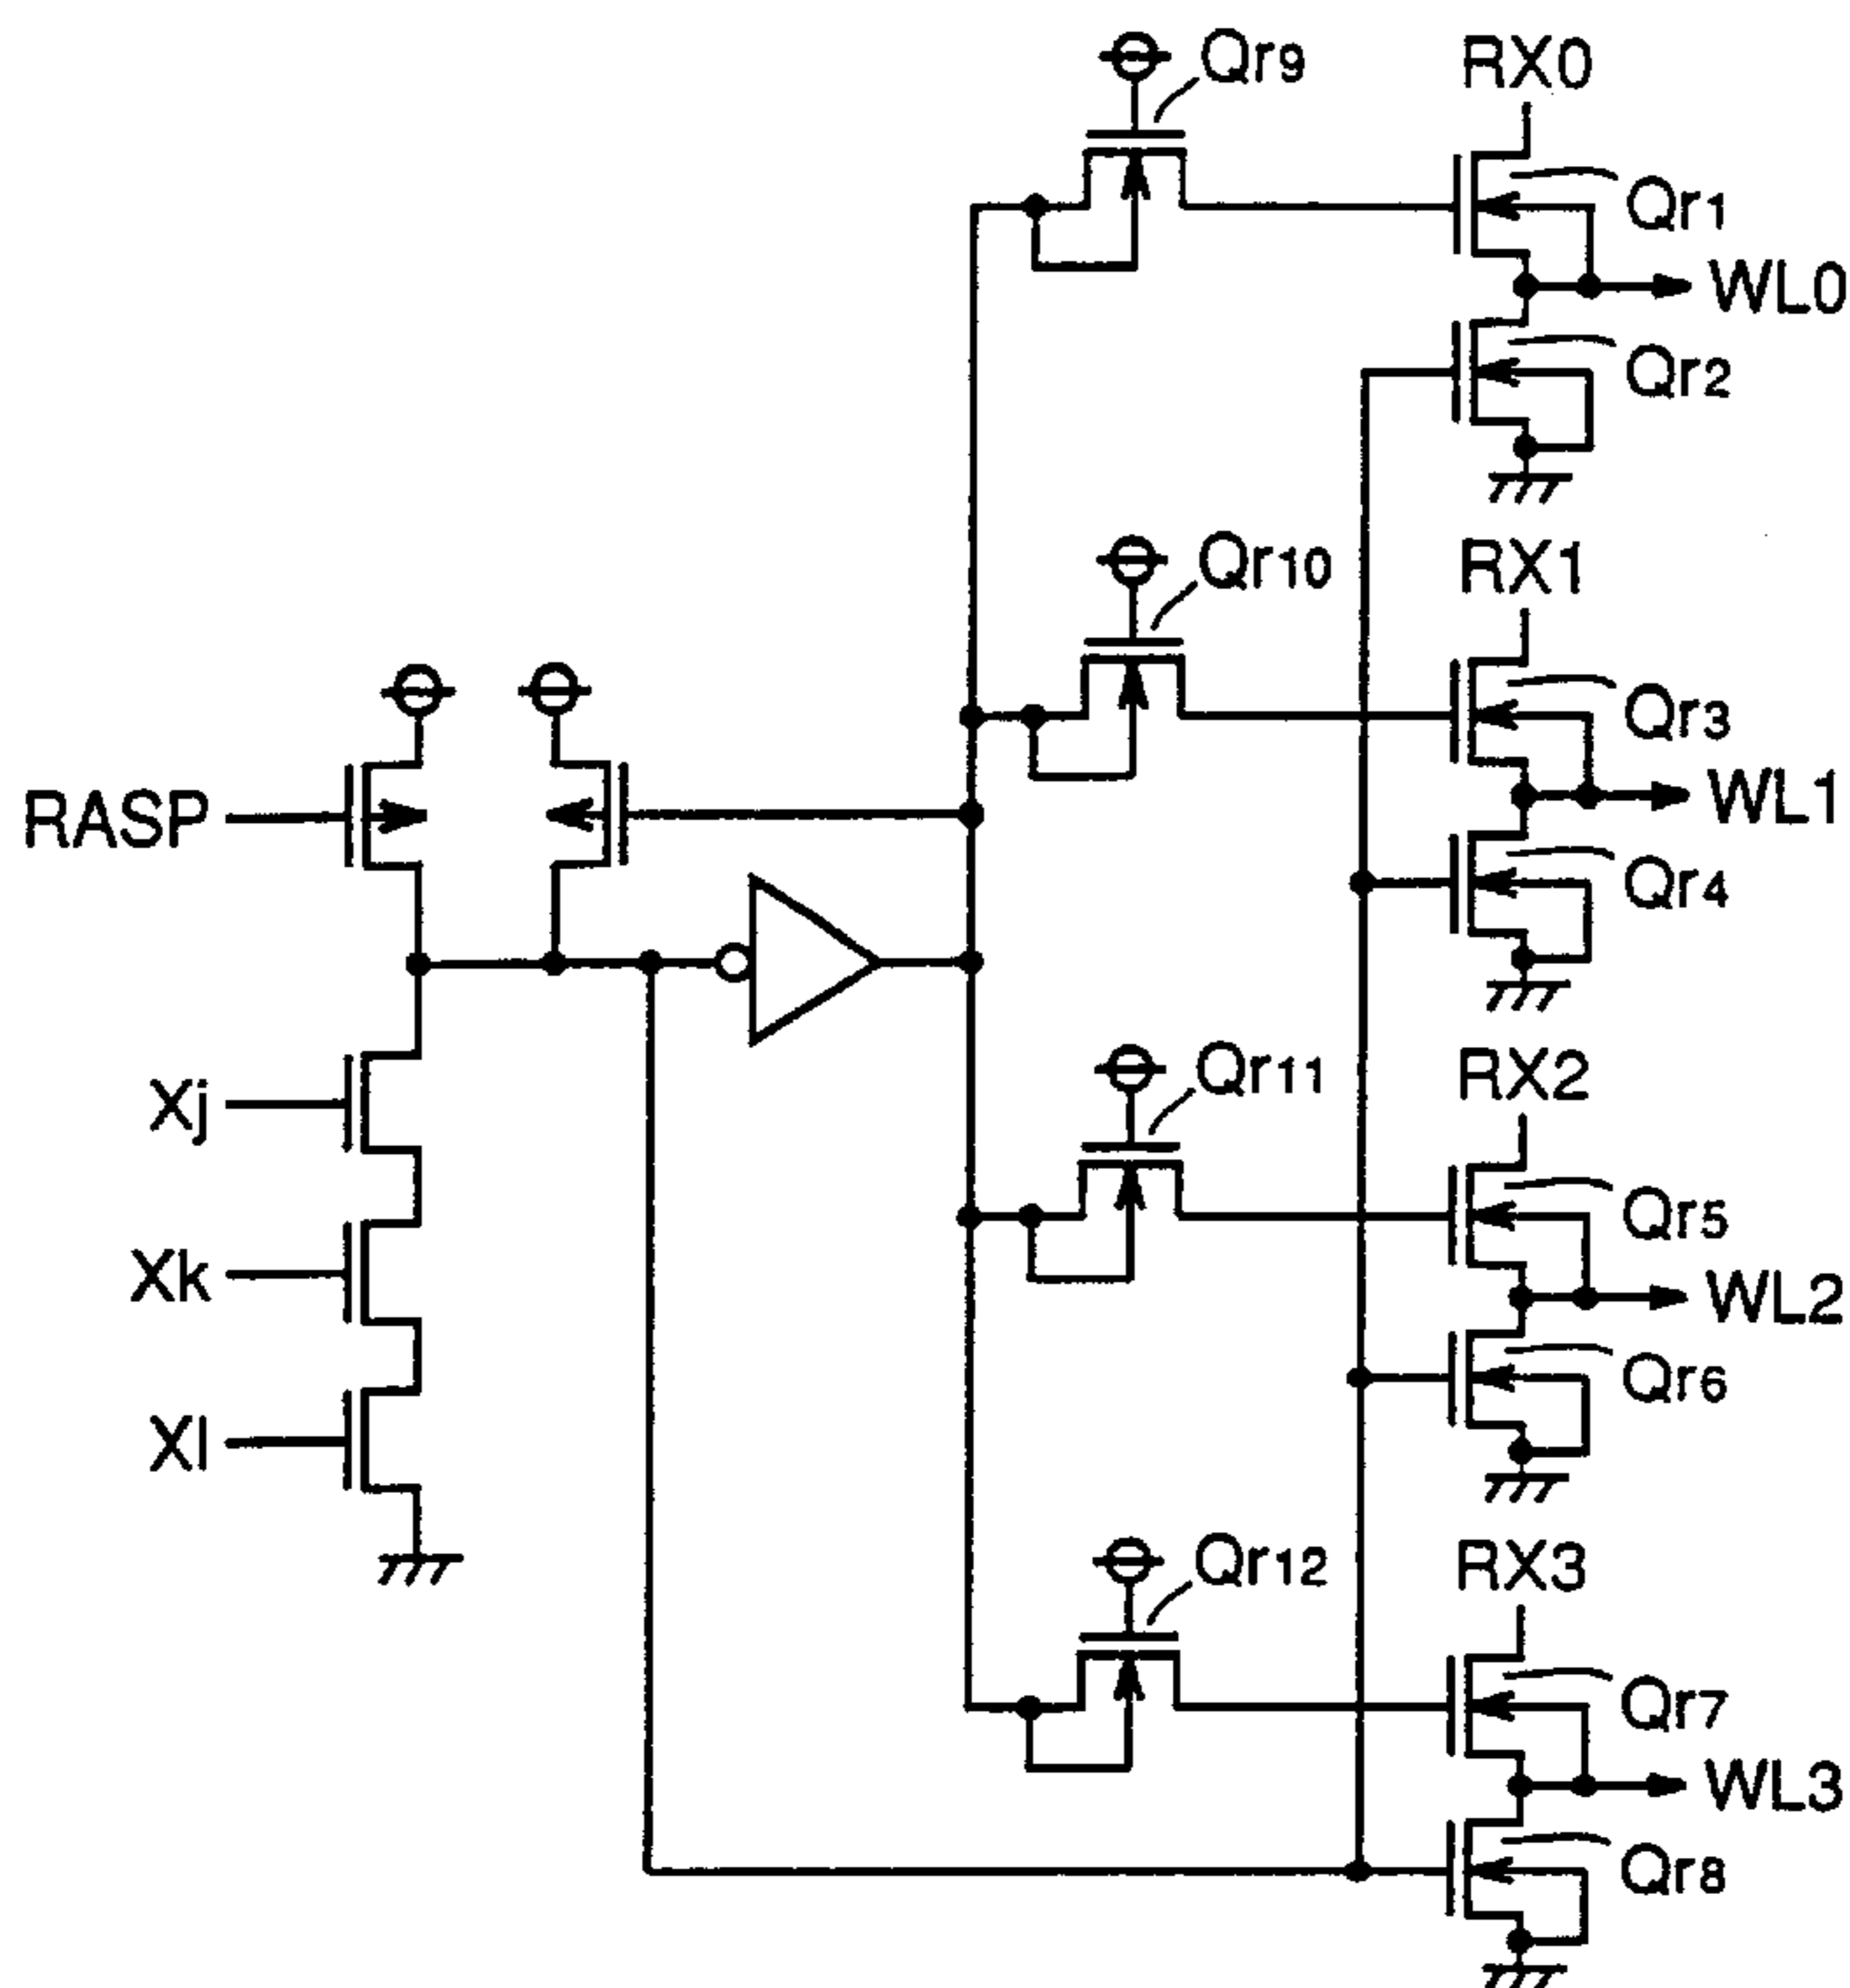 Qr9
RX0
Qr1
WL0
Qr2
Qr10
RX1
Qr3
RASP
WL1
Qr4
Qr11
RX2
Xj
Qr5
Xk
WL2
Qr6
Xl
Qr12
RX3
Qr7
WL3
Qr8